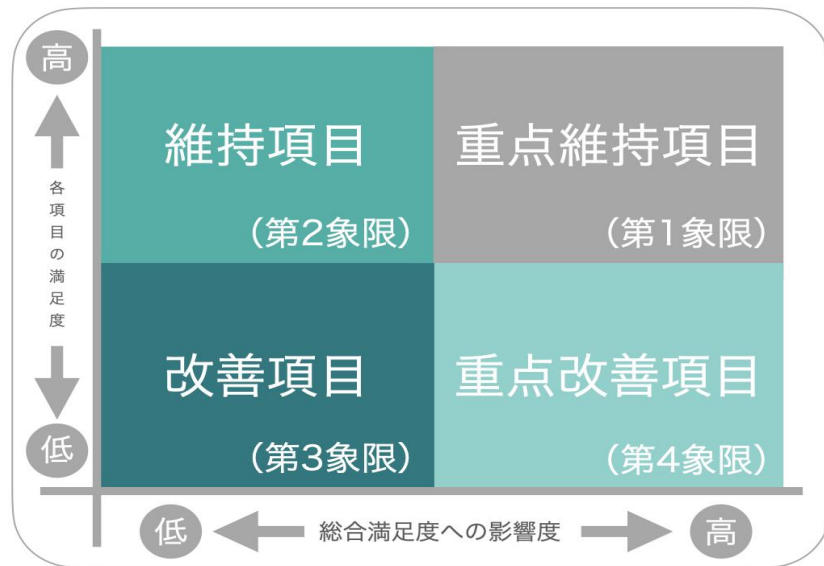 高
維持項目
(第2象限)
重点維持項目
(第1象限)
各項目の満足度
改善項目
(第3象限)
重点改善項目
(第4象限)
低
低
総合満足度への影響度
高